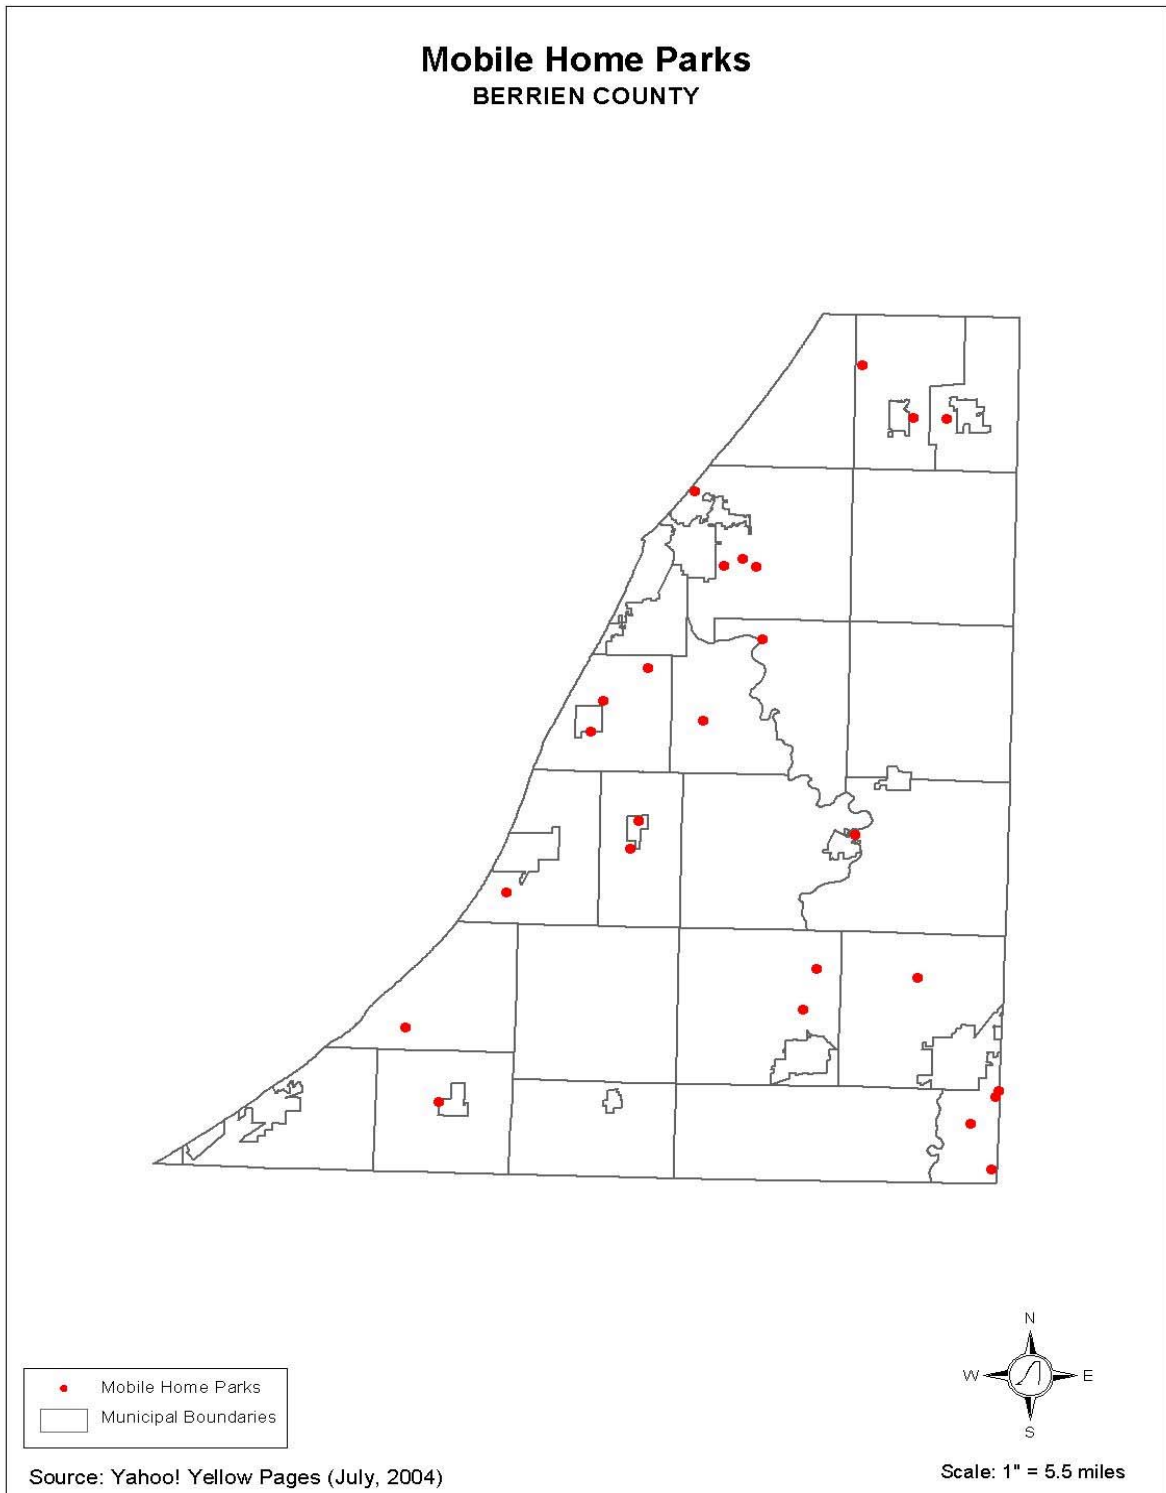 Mobile Home Parks
BERRIEN COUNTY
N
W E
S
Mobile Home Parks
Municipal Boundaries
Source: Yahoo! Yellow Pages (July, 2004)
Scale: 1" = 5.5 miles